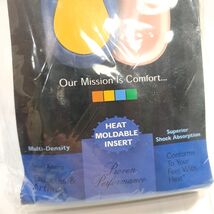 Our Mission Is Comfort...
HEAT
MOLDABLE
INSERT
Multi-Density
Superior
Shock Absorption
Proven
Performance
Conforms
To Your
Feet With
Heat